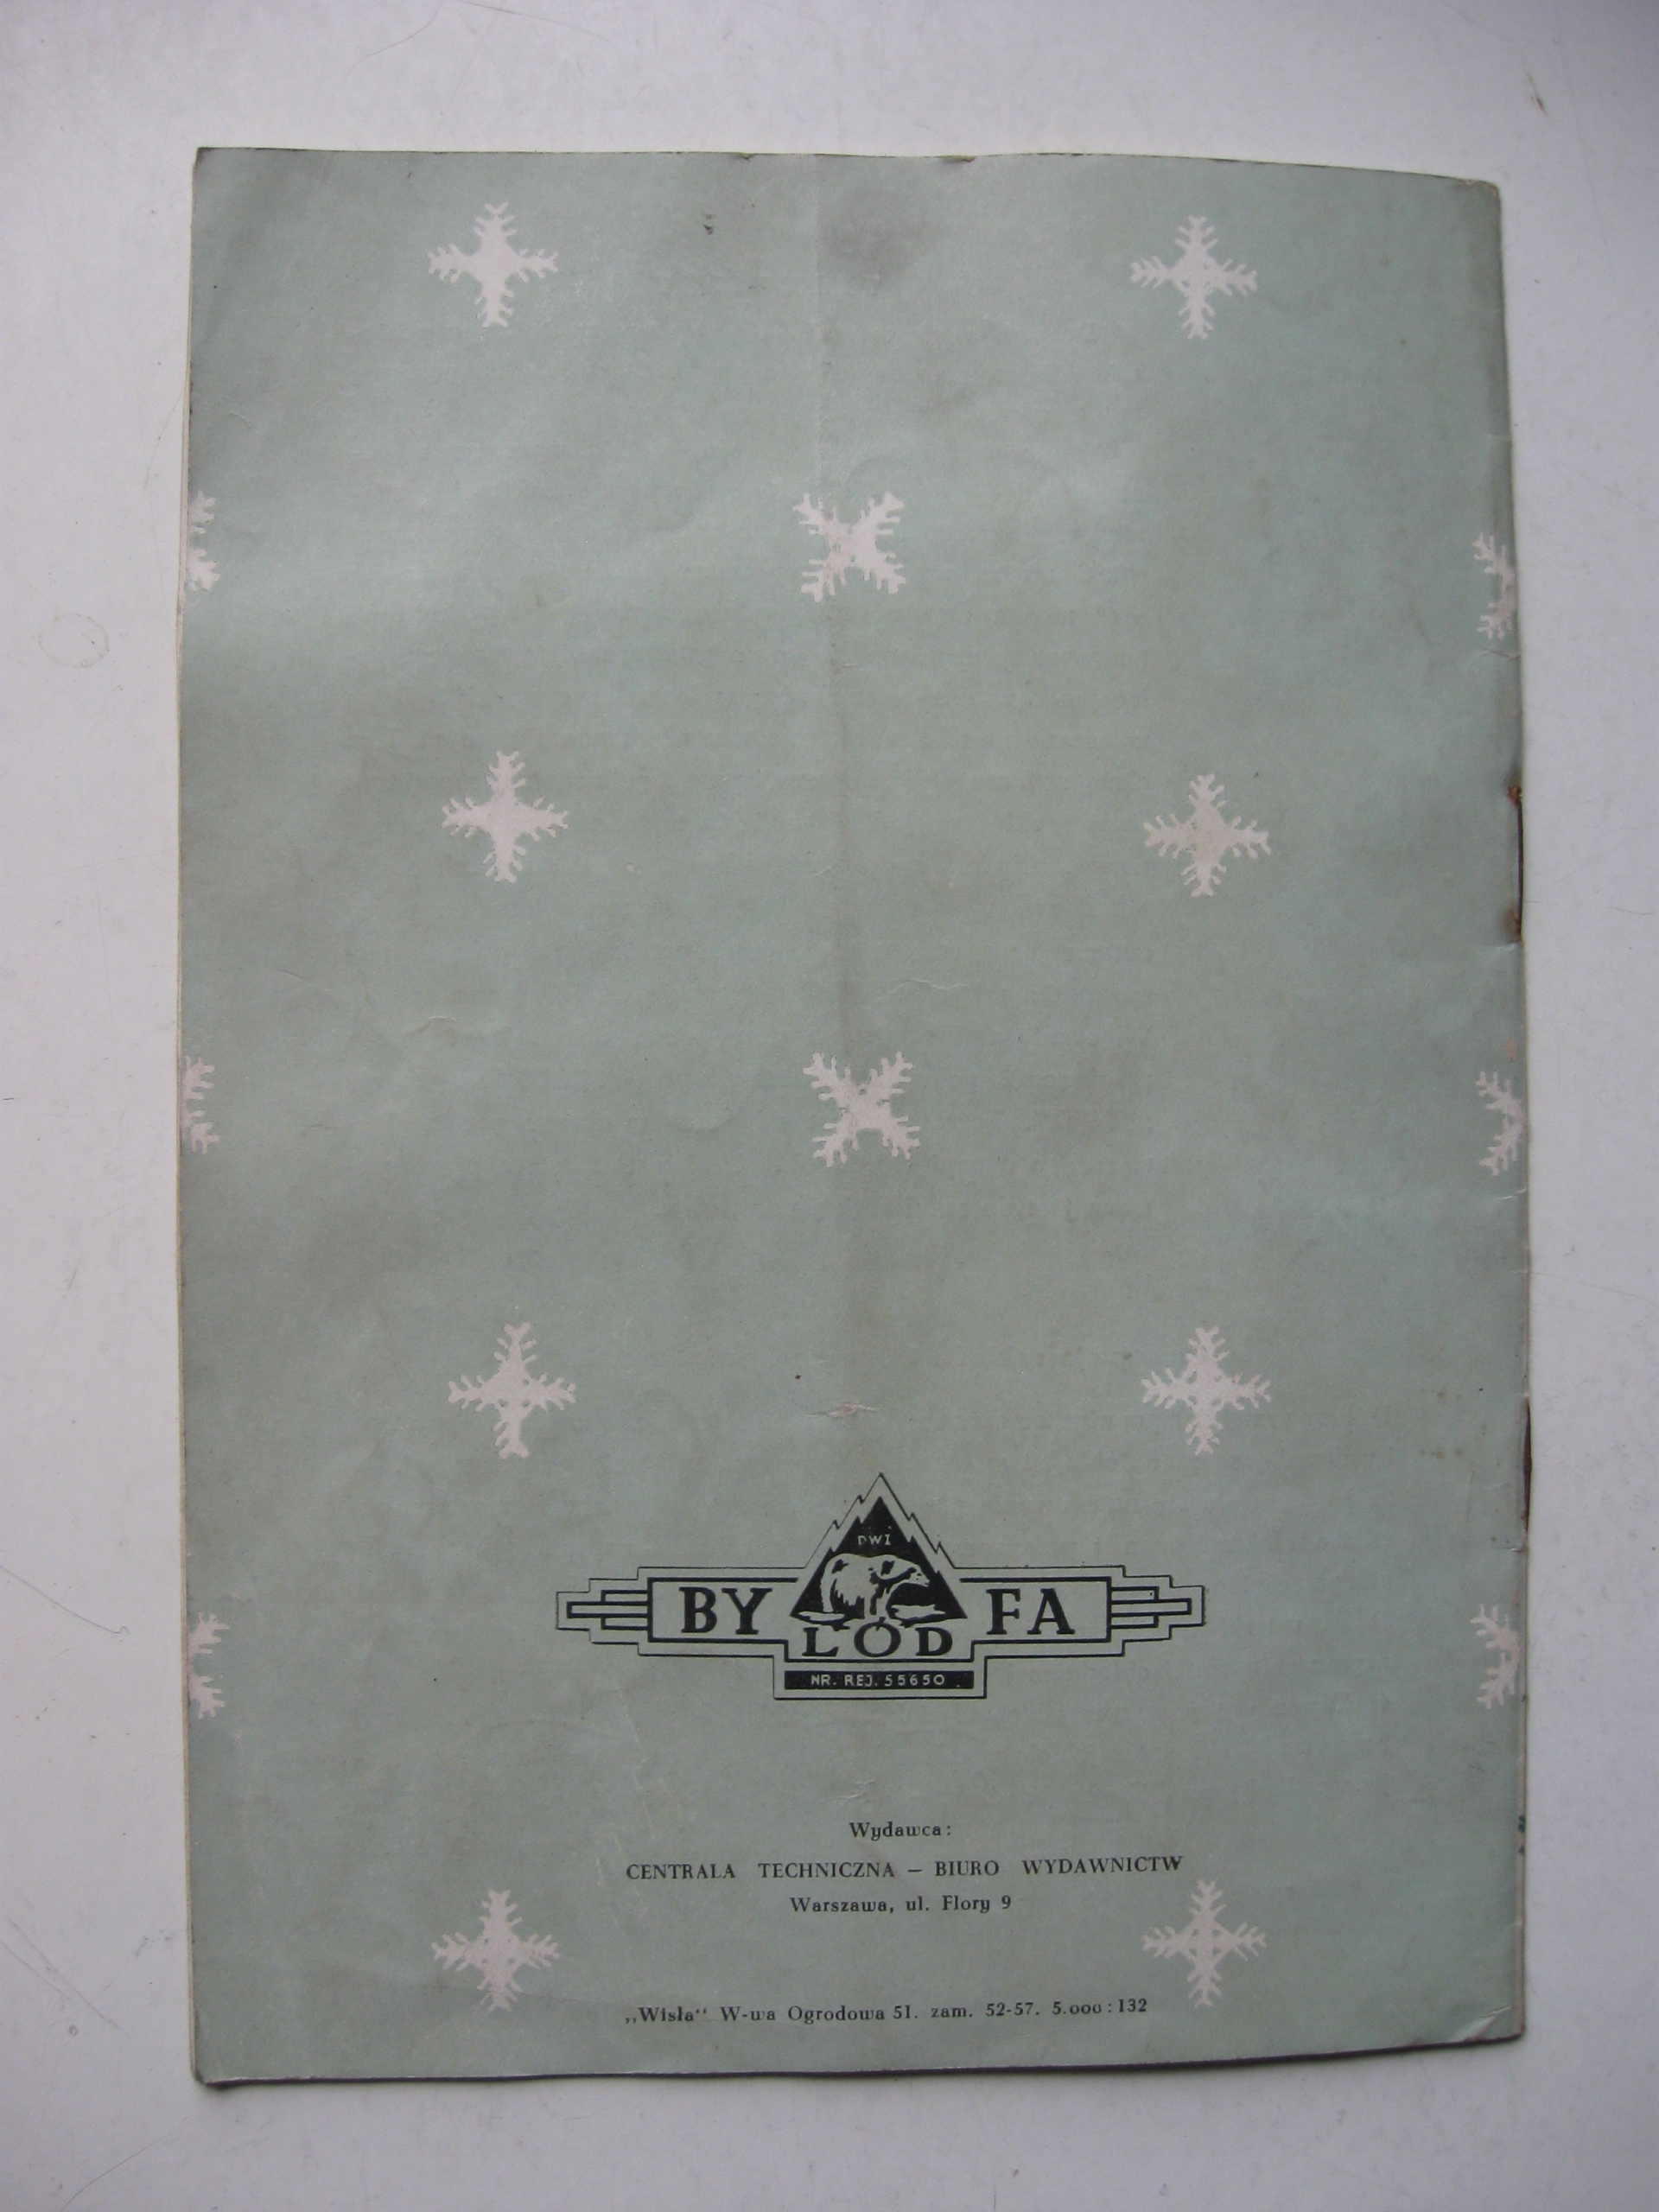 DWI
BY FA
LÓD
NR. REJ. 55650
Wydawca:
CENTRALA TECHNICZNA – BIURO WYDAWNICTW
Warszawa, ul. Flory 9
„Wisła“ W-wa Ogrodowa 51. zam. 52-57. 5.000:132